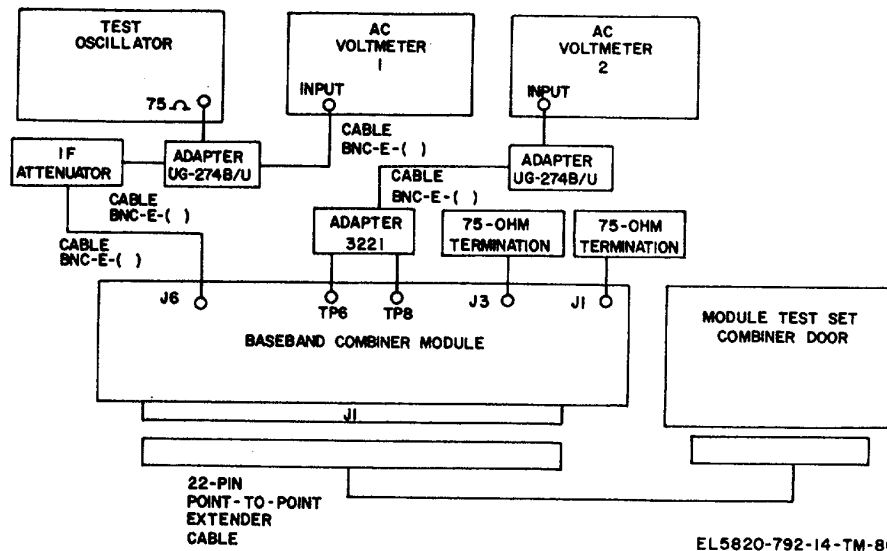 TEST
OSCILLATOR
75Ω
AC
VOLTMETER
1
INPUT
AC
VOLTMETER
2
INPUT
IF
ATTENUATOR
ADAPTER
UG-274B/U
CABLE
BNC-E-( )
ADAPTER
UG-274B/U
CABLE
BNC-E-( )
CABLE
BNC-E-( )
CABLE
BNC-E-( )
ADAPTER
3221
75-OHM
TERMINATION
75-OHM
TERMINATION
J6
TP6
TP8
J3
J1
BASEBAND COMBINER MODULE
J1
MODULE TEST SET
COMBINER DOOR
22-PIN
POINT-TO-POINT
EXTENDER
CABLE